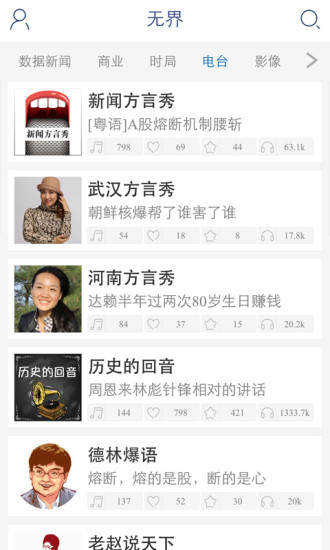 无界
数据新闻 商业 时局 电台 影像
新闻方言秀
新闻方言秀
[粤语]A股熔断机制腰斩
798 69 44 63.1k
武汉方言秀
朝鲜核爆帮了谁害了谁
54 18 8 17.8k
河南方言秀
达赖半年过两次80岁生日赚钱
84 37 15 20.2k
历史的回音
历史的回音
周恩来林彪针锋相对的讲话
144 798 421 1333.7k
德林爆语
熔断，熔的是股，断的是心
137 52 30 20k
老赵说天下